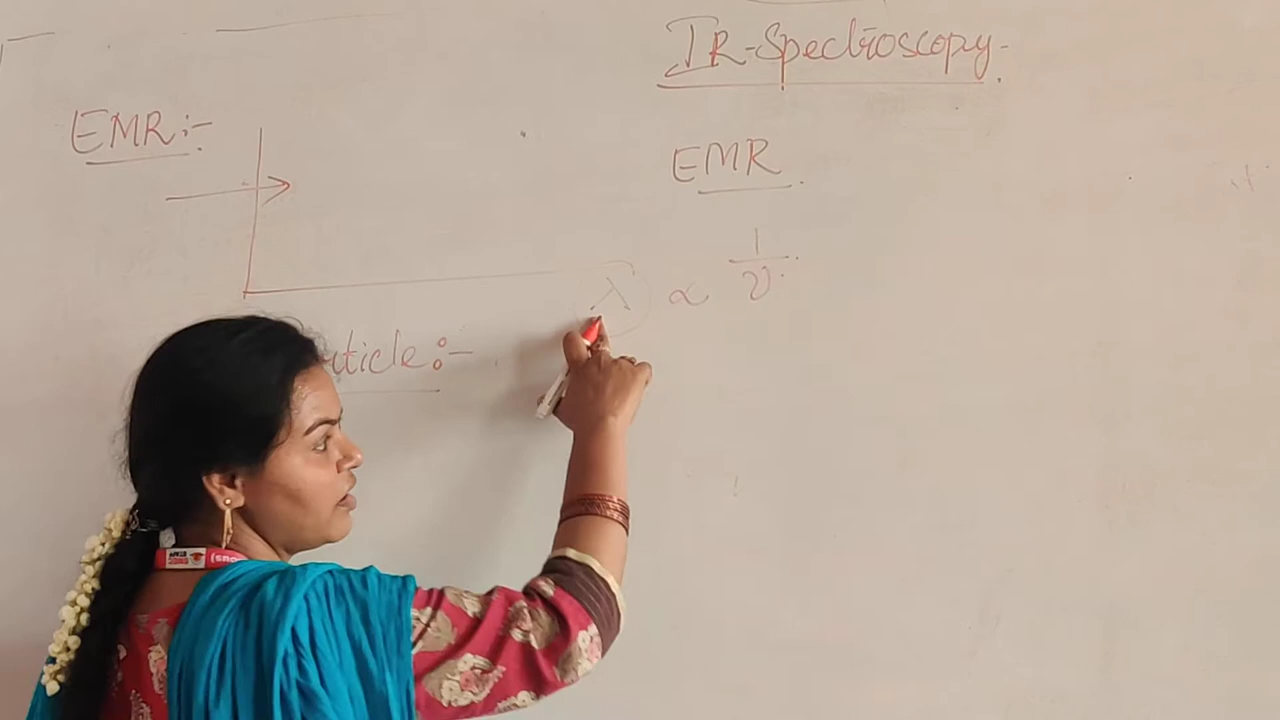 IR-Spectroscopy.
EMR:-
EMR
λ ∝ 1/ν
rticle:-